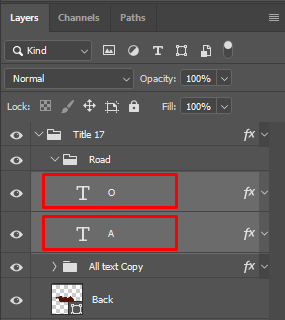 Layers Channels Paths
Kind
Normal Opacity: 100%
Lock: Fill: 100%
Title 17 fx
Road
T O fx
T A fx
All text Copy fx
Back